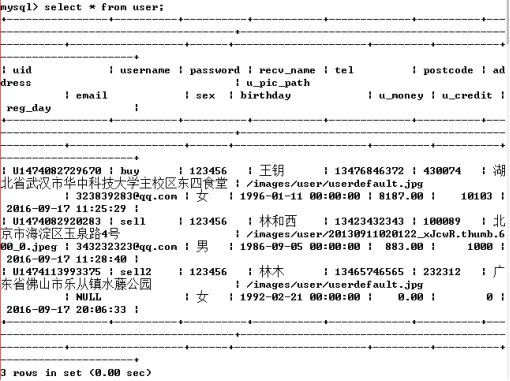 mysql> select * from user;
+----------------+----------+----------+-----------+-------------+----------+---
---------------------------------------+----------------------------------------
-----------+-------------------+------+---------------------+---------+----------+
----------------------+
| uid | username | password | recv_name | tel | postcode | ad
dress | u_pic_path
| email | sex | birthday | u_money | u_credit |
reg_day |
+----------------+----------+----------+-----------+-------------+----------+---
---------------------------------------+----------------------------------------
-----------+-------------------+------+---------------------+---------+----------+
----------------------+
| U1474082729670 | buy | 123456 | 王钥 | 13476846372 | 430074 | 湖
北省武汉市华中科技大学主校区东四食堂 | /images/user/userdefault.jpg
| 323839283@qq.com | 女 | 1996-01-11 00:00:00 | 8187.00 | 10103 |
2016-09-17 11:25:29 |
| U1474082920283 | sell | 123456 | 林和西 | 13423432343 | 100089 | 北
京市海淀区玉泉路4号 | /images/user/20130911020122_xJcwR.thumb.6
00_0.jpeg | 343232323@qq.com | 男 | 1986-09-05 00:00:00 | 883.00 | 1000 |
2016-09-17 11:28:40 |
| U1474113993375 | sell2 | 123456 | 林木 | 13465746565 | 232312 | 广
东省佛山市乐从镇水藤公园 | /images/user/userdefault.jpg
| NULL | 女 | 1992-02-21 00:00:00 | 0.00 | 0 |
2016-09-17 20:06:33 |
+----------------+----------+----------+-----------+-------------+----------+---
---------------------------------------+----------------------------------------
-----------+-------------------+------+---------------------+---------+----------+
----------------------+
3 rows in set (0.00 sec)